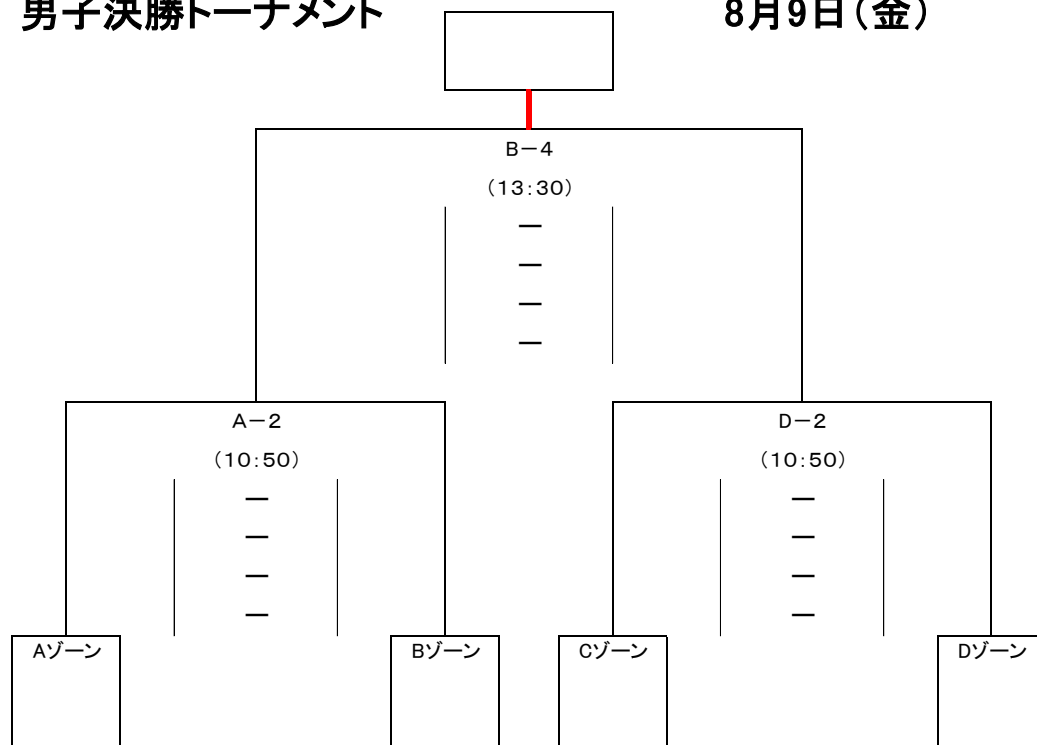 男子決勝トーナメント 8月9日(金)
B-4
(13:30)
ー
ー
ー
ー
A-2 D-2
(10:50) (10:50)
ー ー
ー ー
ー ー
ー ー
Aゾーン Bゾーン Cゾーン Dゾーン